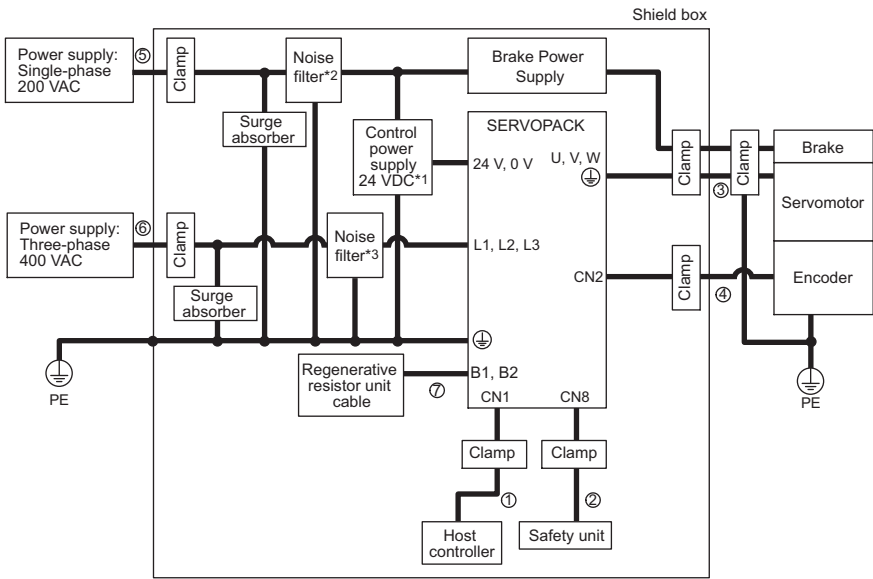 Shield box
Power supply:
Single-phase
200 VAC
⑤
Clamp
Noise
filter*2
Brake Power
Supply
Surge
absorber
Control
power
supply
24 VDC*1
SERVOPACK
24 V, 0 V
U, V, W
Clamp
③
Clamp
Brake
Servomotor
Power supply:
Three-phase
400 VAC
⑥
Clamp
Noise
filter*3
L1, L2, L3
CN2
Clamp
④
Encoder
Surge
absorber
PE
PE
Regenerative
resistor unit
cable
⑦
B1, B2
CN1
CN8
Clamp
Clamp
①
②
Host
controller
Safety unit